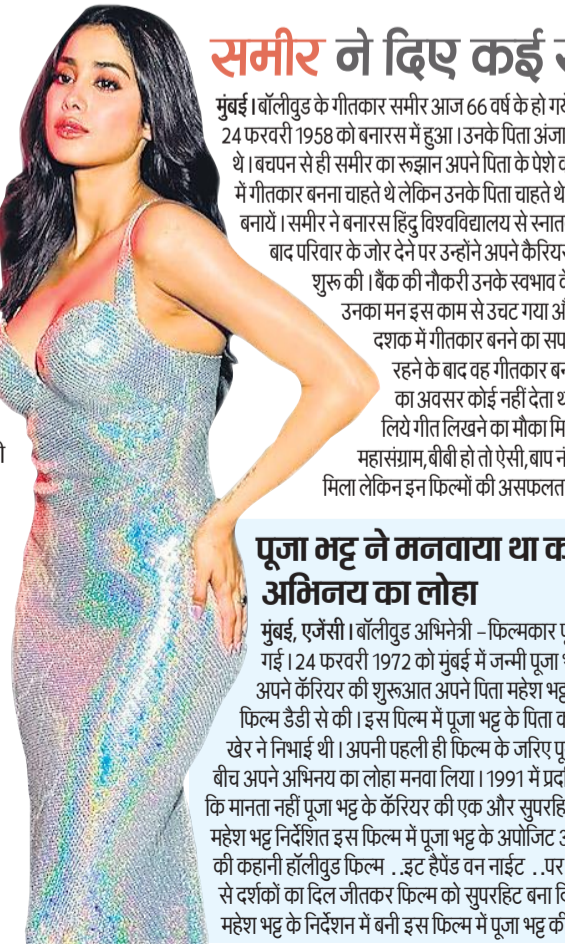 समीर ने दिए कई
मुंबई। बॉलीवुड के गीतकार समीर आज 66 वर्ष के हो गये
24 फरवरी 1958 को बनारस में हुआ। उनके पिता अंजा
थे। बचपन से ही समीर का रूझान अपने पिता के पेशे
में गीतकार बनना चाहते थे लेकिन उनके पिता चाहते थे
बनायें। समीर ने बनारस हिंदु विश्वविद्यालय से स्नात
बाद परिवार के जोर देने पर उन्होंने अपने कैरियर
शुरू की। बैंक की नौकरी उनके स्वभाव के
उनका मन इस काम से उचट गया
दशक में गीतकार बनने का सप
रहने के बाद वह गीतकार बन
का अवसर कोई नहीं देता थ
लिये गीत लिखने का मौका मि
महासंग्राम, बीबी हो तो ऐसी, बाप नं
मिला लेकिन इन फिल्मों की असफलत
पूजा भट्ट ने मनवाया था
अभिनय का लोहा
मुंबई, एजेंसी। बॉलीवुड अभिनेत्री -फिल्मकार पू
गई। 24 फरवरी 1972 को मुंबई में जन्मी पूजा भ
अपने कॅरियर की शुरूआत अपने पिता महेश भट्ट
फिल्म डैडी से की। इस पिल्म में पूजा भट्ट के पिता
खेर ने निभाई थी। अपनी पहली ही फिल्म के जरिए पू
बीच अपने अभिनय का लोहा मनवा लिया। 1991 में प्रद
कि मानता नहीं पूजा भट्ट के कॅरियर की एक और सुपरहि
महेश भट्ट निर्देशित इस फिल्म में पूजा भट्ट के अपोजिट
की कहानी हॉलीवुड फिल्म ..इट हैपेंड वन नाईट ..पर
से दर्शकों का दिल जीतकर फिल्म को सुपरहिट बना दि
महेश भट्ट के निर्देशन में बनी इस फिल्म में पूजा भट्ट की